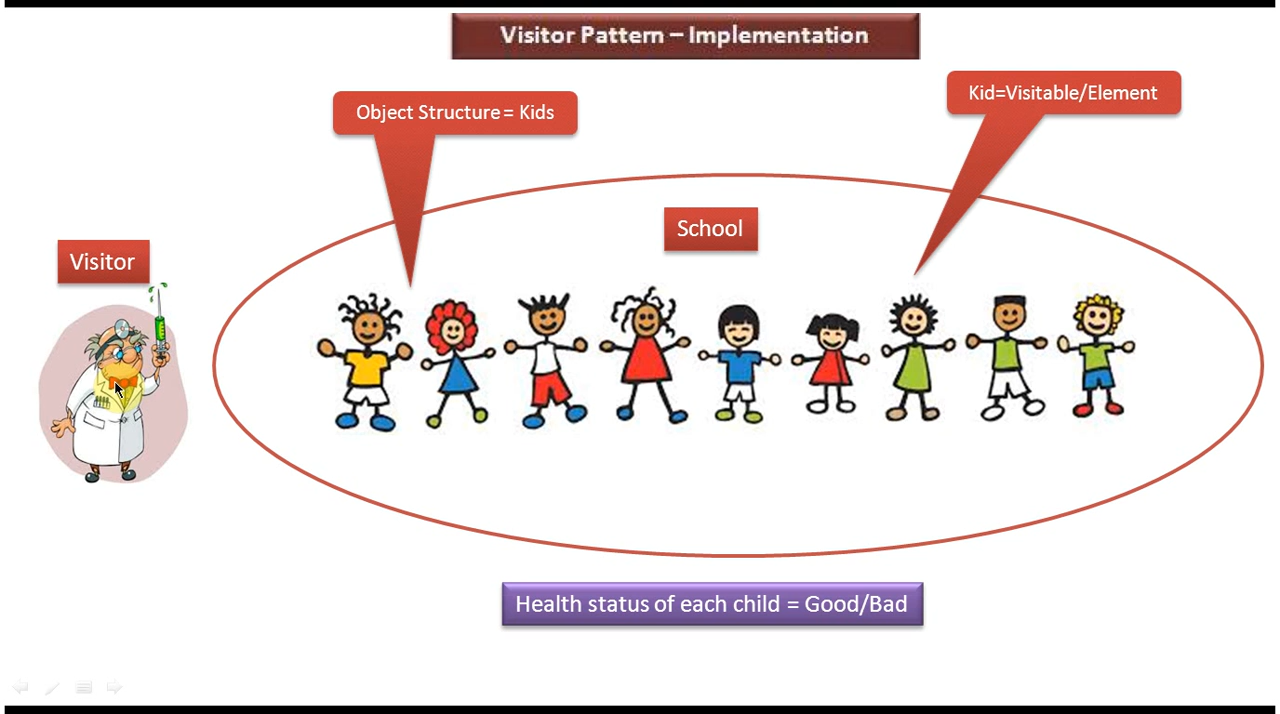 Visitor Pattern – Implementation
Object Structure = Kids
Kid=Visitable/Element
School
Visitor
Health status of each child = Good/Bad